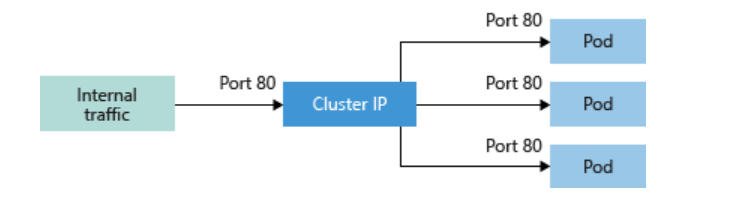 Port 80
Pod
Internal
traffic
Port 80
Cluster IP
Port 80
Pod
Port 80
Pod